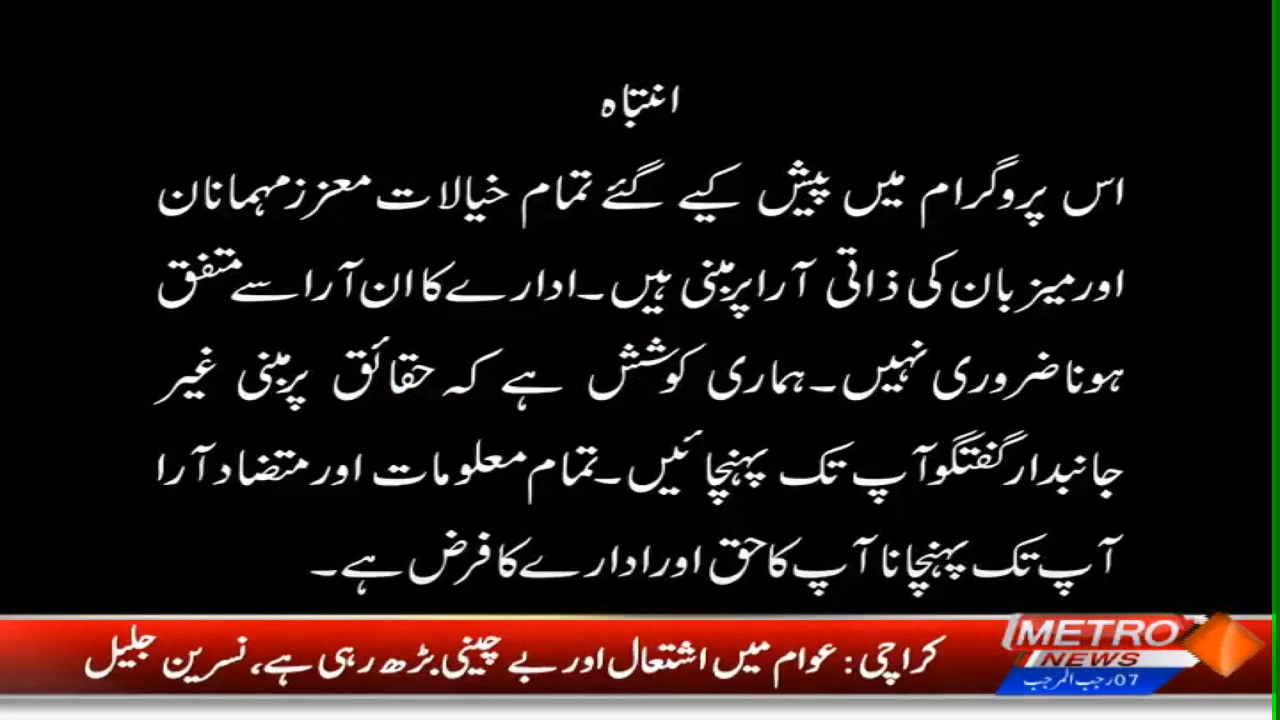 انتباہ
اس پروگرام میں پیش کیے گئے تمام خیالات معزز مہمانان
اور میزبان کی ذاتی آرا پر مبنی ہیں۔ ادارے کا ان آرا سے متفق
ہونا ضروری نہیں۔ ہماری کوشش ہے کہ حقائق پر مبنی غیر
جانبدار گفتگو آپ تک پہنچائیں۔ تمام معلومات اور متضاد آرا
آپ تک پہنچانا آپ کا حق اور ادارے کا فرض ہے۔
کراچی : عوام میں اشتعال اور بے چینی بڑھ رہی ہے، نسرین جلیل
METRO
NEWS
07 رجب المرجب